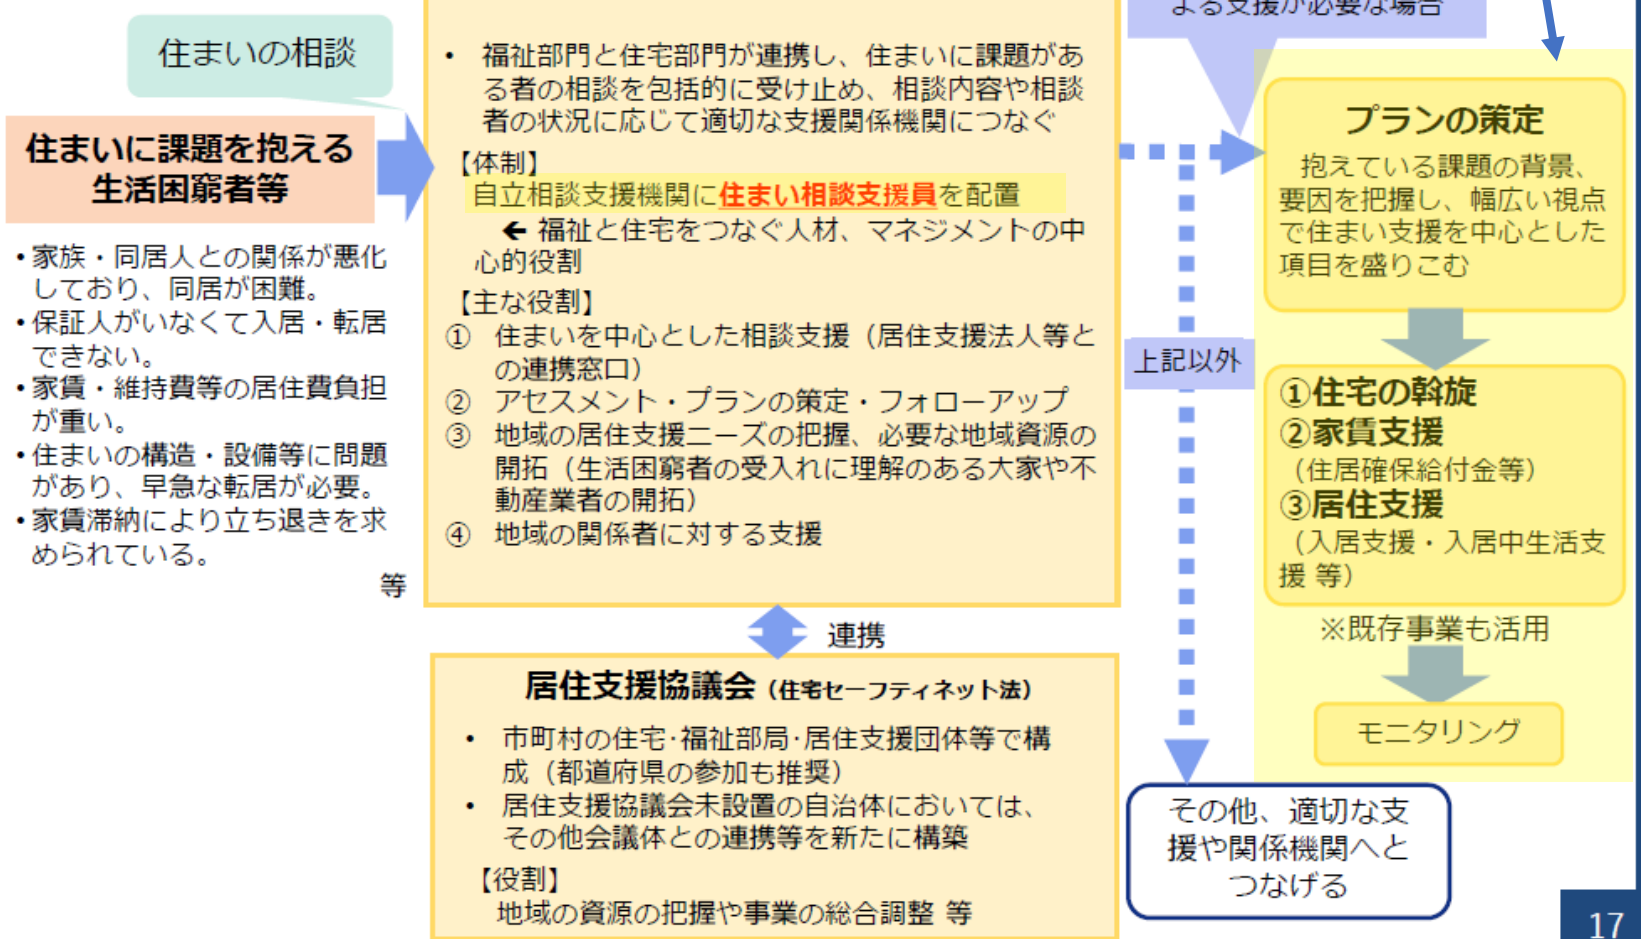 住まいの相談
住まいに課題を抱える
生活困窮者等
•家族・同居人との関係が悪化
しており、同居が困難。
•保証人がいなくて入居・転居
できない。
•家賃・維持費等の居住費負担
が重い。
•住まいの構造・設備等に問題
があり、早急な転居が必要。
•家賃滞納により立ち退きを求
められている。
等
• 福祉部門と住宅部門が連携し、住まいに課題があ
る者の相談を包括的に受け止め、相談内容や相談
者の状況に応じて適切な支援関係機関につなぐ
【体制】
自立相談支援機関に住まい相談支援員を配置
← 福祉と住宅をつなぐ人材、マネジメントの中
心的役割
【主な役割】
① 住まいを中心とした相談支援（居住支援法人等と
の連携窓口）
② アセスメント・プランの策定・フォローアップ
③ 地域の居住支援ニーズの把握、必要な地域資源の
開拓（生活困窮者の受入れに理解のある大家や不
動産業者の開拓）
④ 地域の関係者に対する支援
連携
居住支援協議会（住宅セーフティネット法）
• 市町村の住宅･福祉部局･居住支援団体等で構
成（都道府県の参加も推奨）
• 居住支援協議会未設置の自治体においては、
その他会議体との連携等を新たに構築
【役割】
地域の資源の把握や事業の総合調整 等
よる支援が必要な場合
上記以外
プランの策定
抱えている課題の背景、
要因を把握し、幅広い視点
で住まい支援を中心とした
項目を盛りこむ
①住宅の斡旋
②家賃支援
（住居確保給付金等）
③居住支援
（入居支援・入居中生活支
援 等）
※既存事業も活用
モニタリング
その他、適切な支
援や関係機関へと
つなげる
17